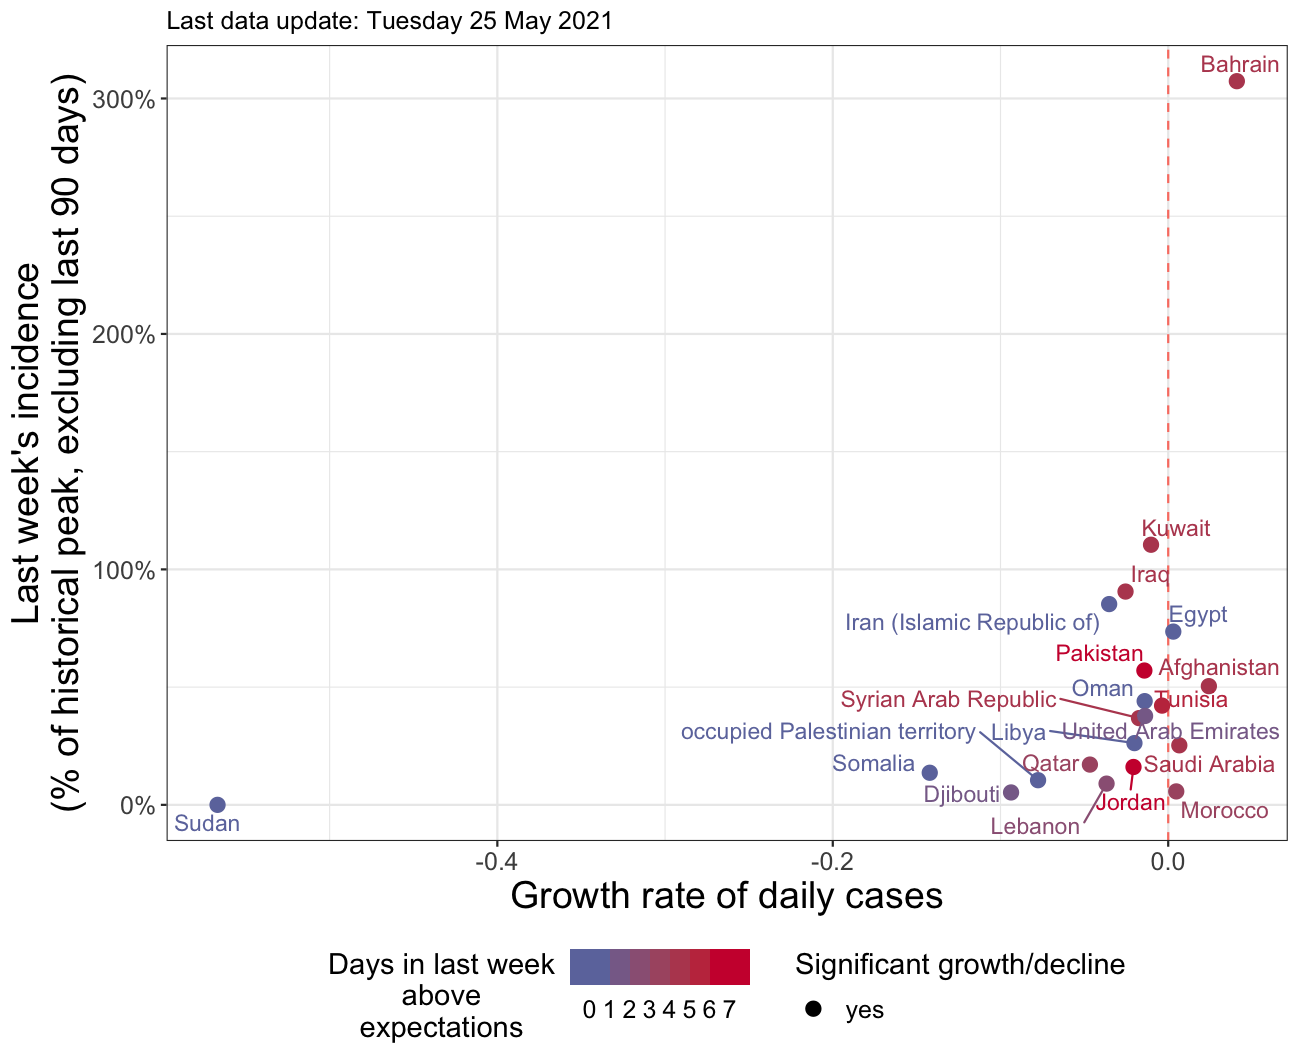 Last data update: Tuesday 25 May 2021
Last week's incidence
(% of historical peak, excluding last 90 days)
300%
200%
100%
0%
Bahrain
Kuwait
Iraq
Iran (Islamic Republic of)
Egypt
Pakistan
Afghanistan
Oman
Tunisia
Syrian Arab Republic
occupied Palestinian territory
Libya
United Arab Emirates
Somalia
Qatar
Saudi Arabia
Djibouti
Jordan
Morocco
Lebanon
Sudan
-0.4
-0.2
0.0
Growth rate of daily cases
Days in last week
above
expectations
0 1 2 3 4 5 6 7
Significant growth/decline
yes